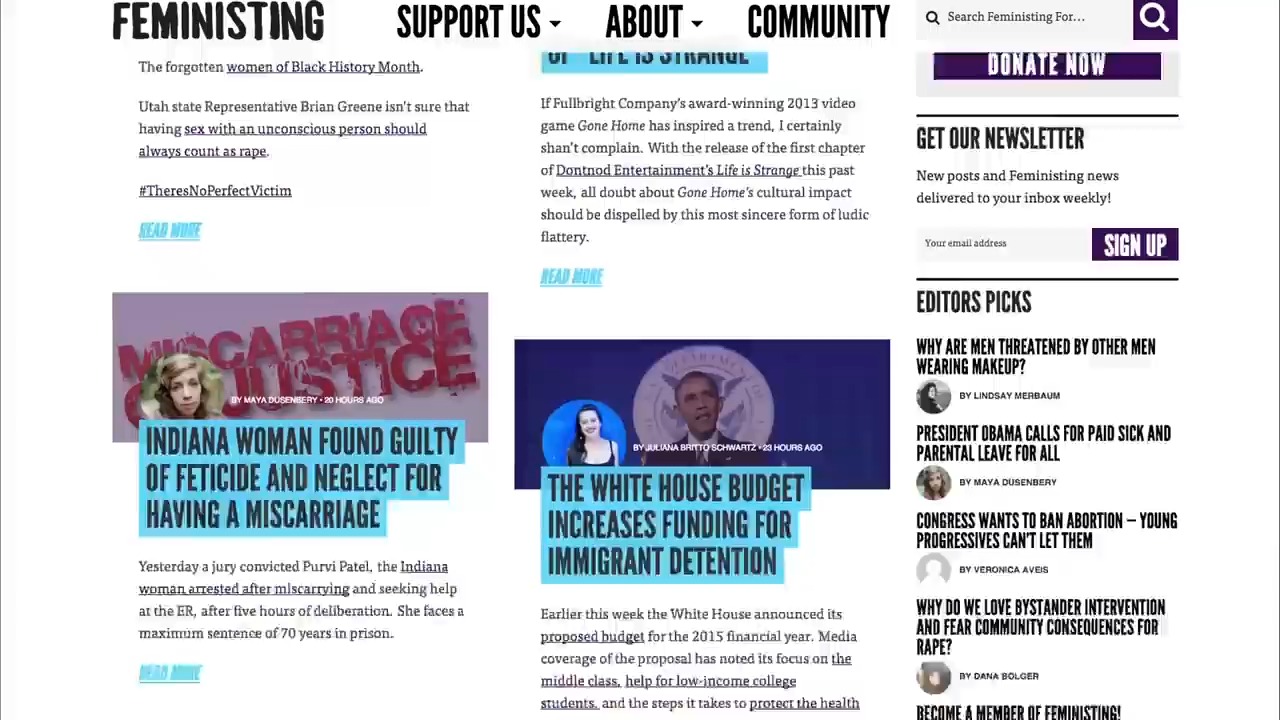 FEMINISTING
SUPPORT US
ABOUT
COMMUNITY
Search Feministing For...
The forgotten women of Black History Month.
Utah state Representative Brian Greene isn't sure that
having sex with an unconscious person should
always count as rape.
#TheresNoPerfectVictim
READ MORE
MISCARRIAGE
OF JUSTICE
BY MAYA DUSENBERY • 20 HOURS AGO
INDIANA WOMAN FOUND GUILTY
OF FETICIDE AND NEGLECT FOR
HAVING A MISCARRIAGE
Yesterday a jury convicted Purvi Patel, the Indiana
woman arrested after miscarrying and seeking help
at the ER, after five hours of deliberation. She faces a
maximum sentence of 70 years in prison.
READ MORE
OF "LIFE IS STRANGE"
If Fullbright Company's award-winning 2013 video
game Gone Home has inspired a trend, I certainly
shan't complain. With the release of the first chapter
of Dontnod Entertainment's Life is Strange this past
week, all doubt about Gone Home's cultural impact
should be dispelled by this most sincere form of ludic
flattery.
READ MORE
BY JULIANA BRITTO SCHWARTZ • 23 HOURS AGO
THE WHITE HOUSE BUDGET
INCREASES FUNDING FOR
IMMIGRANT DETENTION
Earlier this week the White House announced its
proposed budget for the 2015 financial year. Media
coverage of the proposal has noted its focus on the
middle class, help for low-income college
students, and the steps it takes to protect the health
DONATE NOW
GET OUR NEWSLETTER
New posts and Feministing news
delivered to your inbox weekly!
Your email address
SIGN UP
EDITORS PICKS
WHY ARE MEN THREATENED BY OTHER MEN
WEARING MAKEUP?
BY LINDSAY MERBAUM
PRESIDENT OBAMA CALLS FOR PAID SICK AND
PARENTAL LEAVE FOR ALL
BY MAYA DUSENBERY
CONGRESS WANTS TO BAN ABORTION – YOUNG
PROGRESSIVES CAN'T LET THEM
BY VERONICA AVEIS
WHY DO WE LOVE BYSTANDER INTERVENTION
AND FEAR COMMUNITY CONSEQUENCES FOR
RAPE?
BY DANA BOLGER
BECOME A MEMBER OF FEMINISTING!